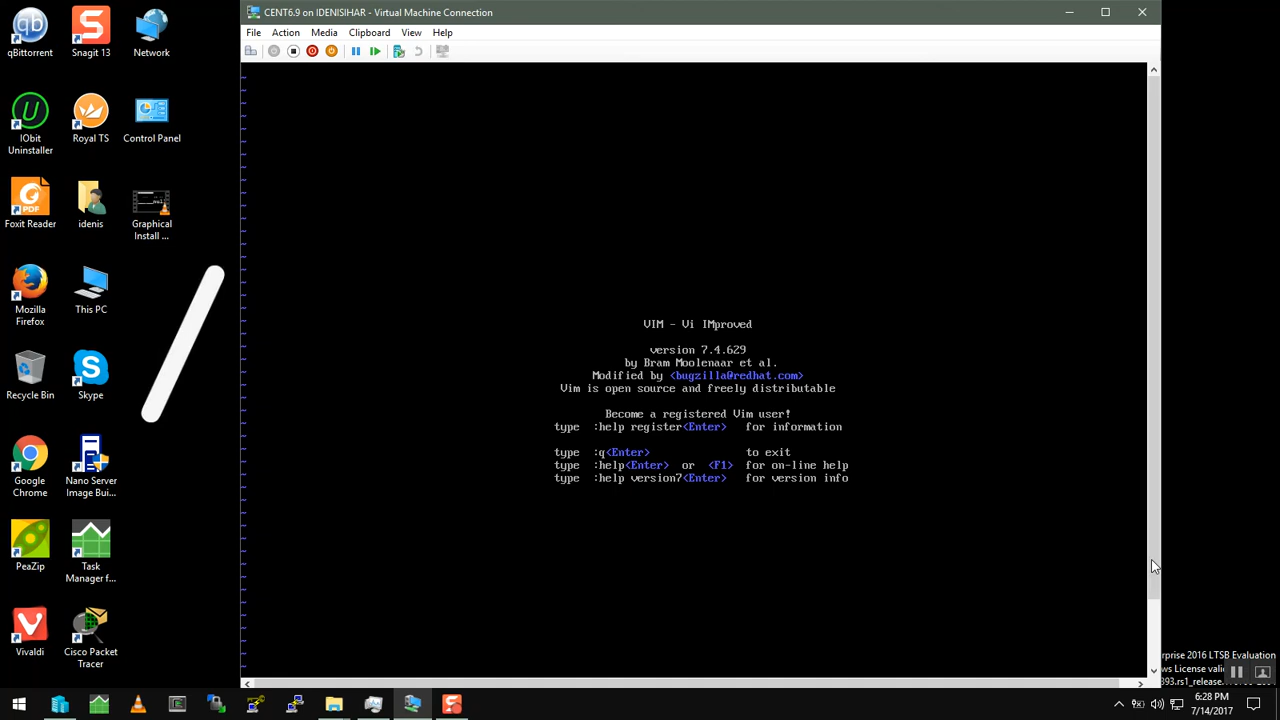 CENT6.9 on IDENISIHAR - Virtual Machine Connection
File Action Media Clipboard View Help
qBittorrent
Snagit 13
Network
IObit
Uninstaller
Royal TS
Control Panel
Foxit Reader
idenis
Graphical
Install ...
Mozilla
Firefox
This PC
Recycle Bin
Skype
Google
Chrome
Nano Server
Image Bui...
PeaZip
Task
Manager f...
Vivaldi
Cisco Packet
Tracer
VIM - Vi IMproved
version 7.4.629
by Bram Moolenaar et al.
Modified by <bugzilla@redhat.com>
Vim is open source and freely distributable
Become a registered Vim user!
type :help register<Enter> for information
type :q<Enter> to exit
type :help<Enter> or <F1> for on-line help
type :help version7<Enter> for version info
rprise 2016 LTSB Evaluation
ws License valid
393.rs1_release.
6:28 PM
7/14/2017